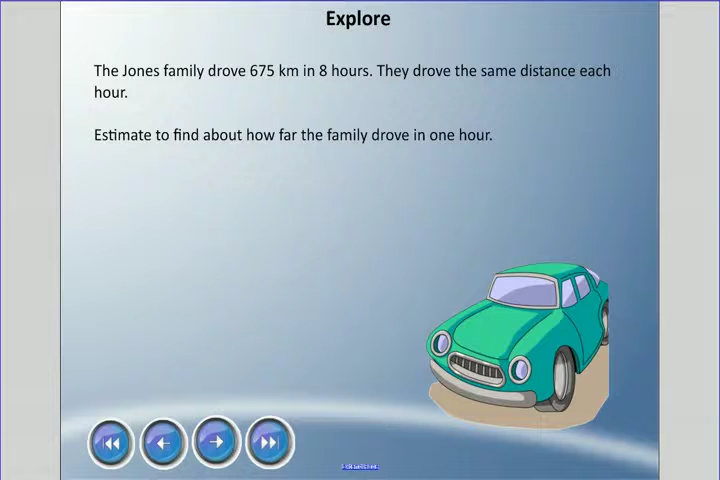 Explore
The Jones family drove 675 km in 8 hours. They drove the same distance each
hour.
Estimate to find about how far the family drove in one hour.